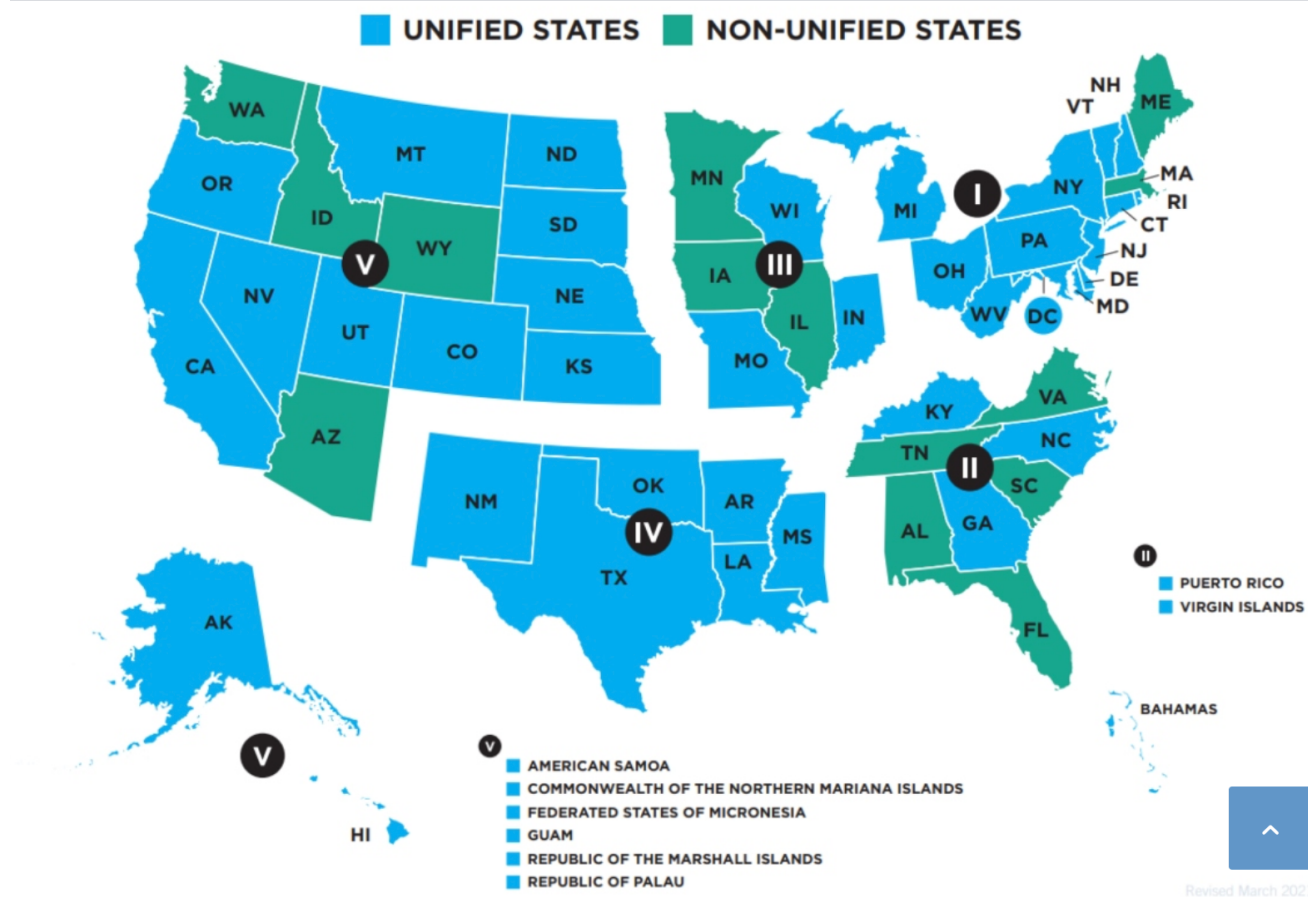 UNIFIED STATES NON-UNIFIED STATES
WA
MT
ND
OR
ID
WY
SD
V
NV
NE
UT
CO
CA
KS
AZ
MN
WI
MI
IA
III
IL
IN
MO
NH
VT
ME
I
NY
MA
RI
CT
PA
NJ
OH
DE
MD
WV
DC
KY
VA
TN
II
NC
SC
AL
GA
FL
NM
OK
AR
IV
MS
TX
LA
II
PUERTO RICO
VIRGIN ISLANDS
BAHAMAS
AK
V
HI
V
AMERICAN SAMOA
COMMONWEALTH OF THE NORTHERN MARIANA ISLANDS
FEDERATED STATES OF MICRONESIA
GUAM
REPUBLIC OF THE MARSHALL ISLANDS
REPUBLIC OF PALAU
Revised March 202